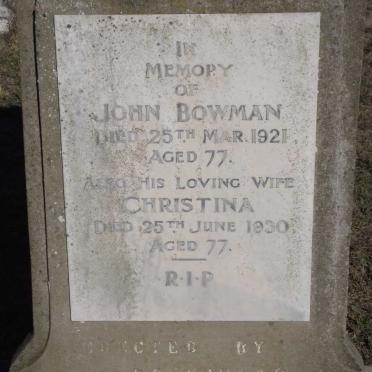 IN
MEMORY
OF
JOHN BOWMAN
DIED 25TH MAR. 1921
AGED 77.
ALSO HIS LOVING WIFE
CHRISTINA
DIED 25TH JUNE 1930
AGED 77.
R·I·P
ERECTED BY